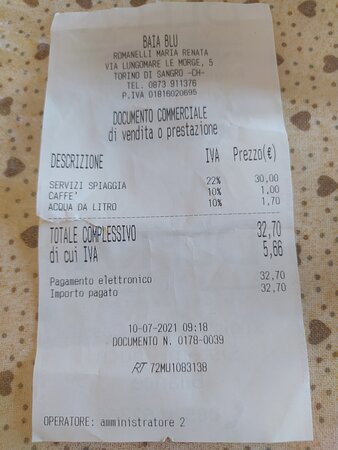 BAIA BLU
ROMANELLI MARIA RENATA
VIA LUNGOMARE LE MORGE, 5
TORINO DI SANGRO -CH-
TEL. 0873 911376
P.IVA 01816020695
DOCUMENTO COMMERCIALE
di vendita o prestazione
DESCRIZIONE IVA Prezzo(€)
SERVIZI SPIAGGIA 22% 30,00
CAFFE' 10% 1,00
ACQUA DA LITRO 10% 1,70
TOTALE COMPLESSIVO 32,70
di cui IVA 5,66
Pagamento elettronico 32,70
Importo pagato 32,70
10-07-2021 09:18
DOCUMENTO N. 0178-0039
RT 72MU1083138
OPERATORE: amministratore 2